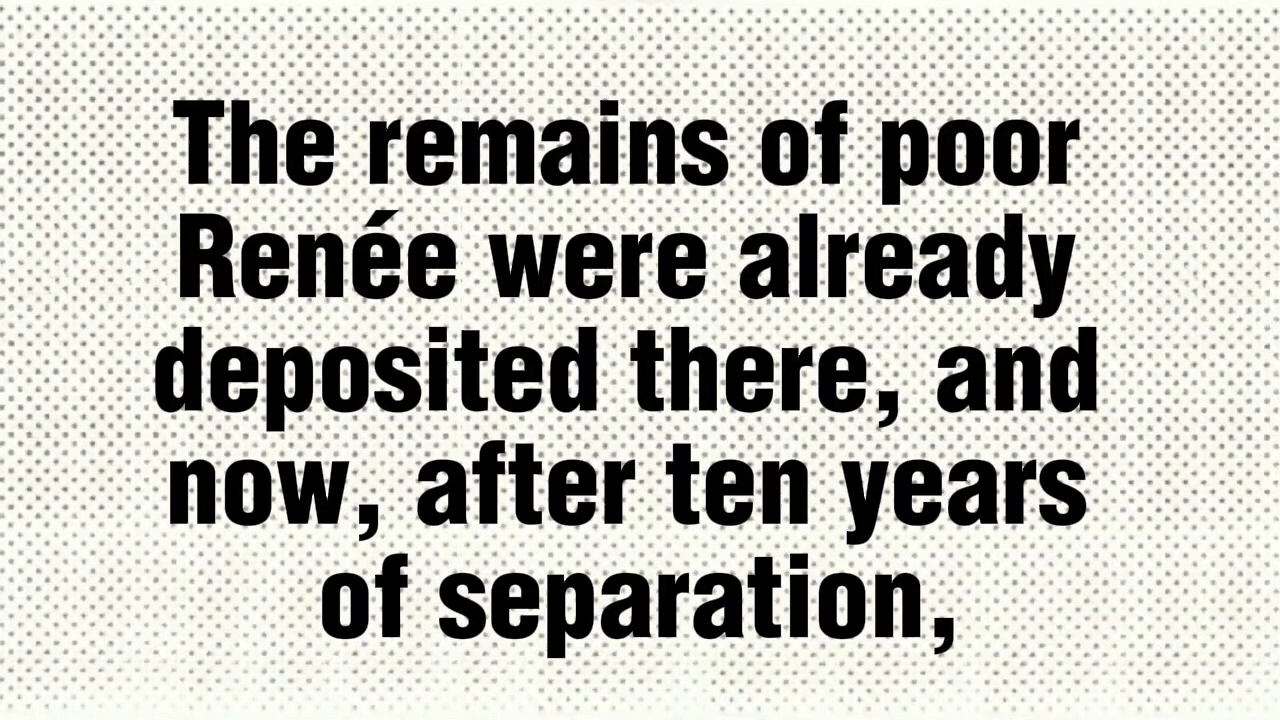 The remains of poor
Renée were already
deposited there, and
now, after ten years
of separation,